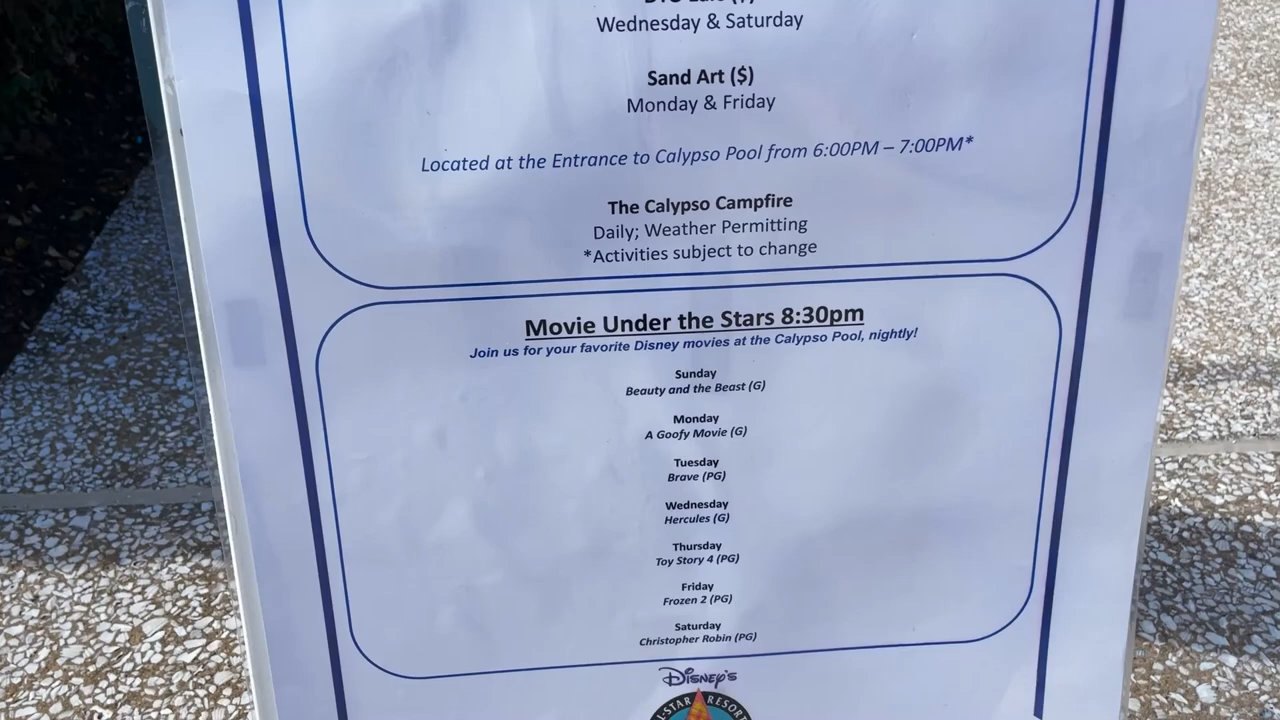 Wednesday & Saturday
Sand Art ($)
Monday & Friday
Located at the Entrance to Calypso Pool from 6:00PM – 7:00PM*
The Calypso Campfire
Daily; Weather Permitting
*Activities subject to change
Movie Under the Stars 8:30pm
Join us for your favorite Disney movies at the Calypso Pool, nightly!
Sunday
Beauty and the Beast (G)
Monday
A Goofy Movie (G)
Tuesday
Brave (PG)
Wednesday
Hercules (G)
Thursday
Toy Story 4 (PG)
Friday
Frozen 2 (PG)
Saturday
Christopher Robin (PG)
Disney's
-STAR RESORT